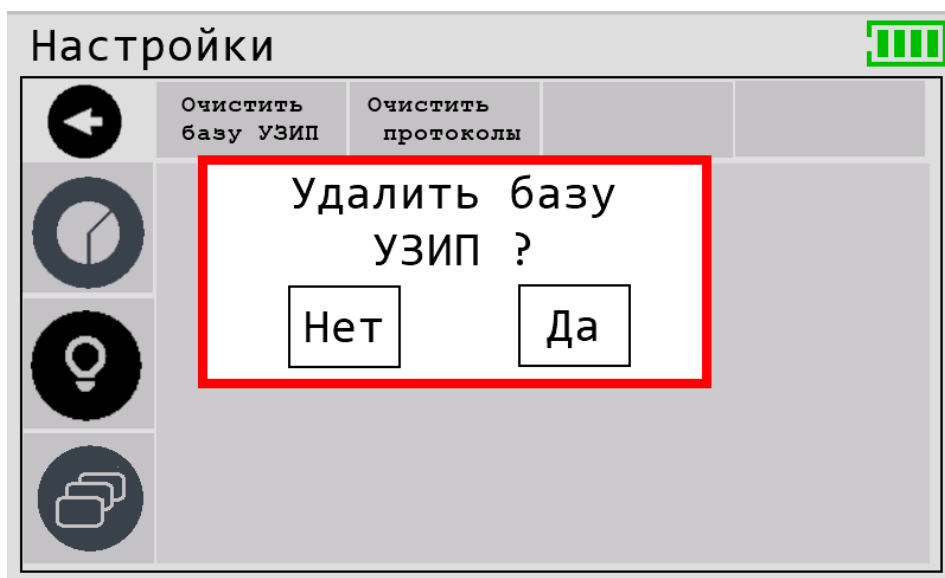 Настройки
Очистить
базу УЗИП
Очистить
протоколы
Удалить базу
УЗИП ?
Нет
Да